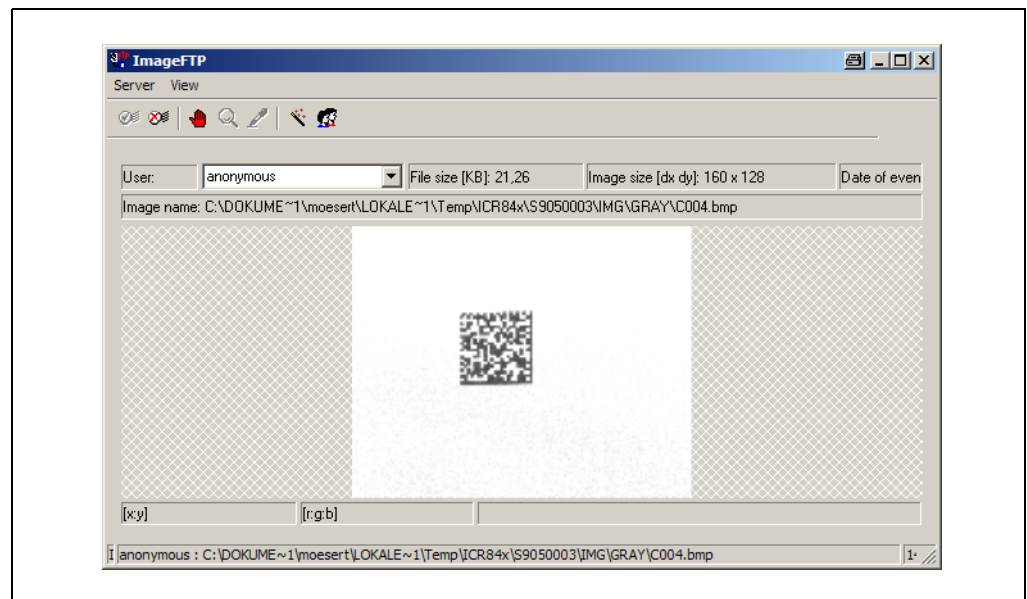 ImageFTP
Server View
User: anonymous File size [KB]: 21,26 Image size [dx dy]: 160 x 128 Date of even
Image name: C:\DOKUME~1\moesert\LOKALE~1\Temp\ICR84x\S9050003\IMG\GRAY\C004.bmp
[x:y] [r:g:b]
I anonymous : C:\DOKUME~1\moesert\LOKALE~1\Temp\ICR84x\S9050003\IMG\GRAY\C004.bmp